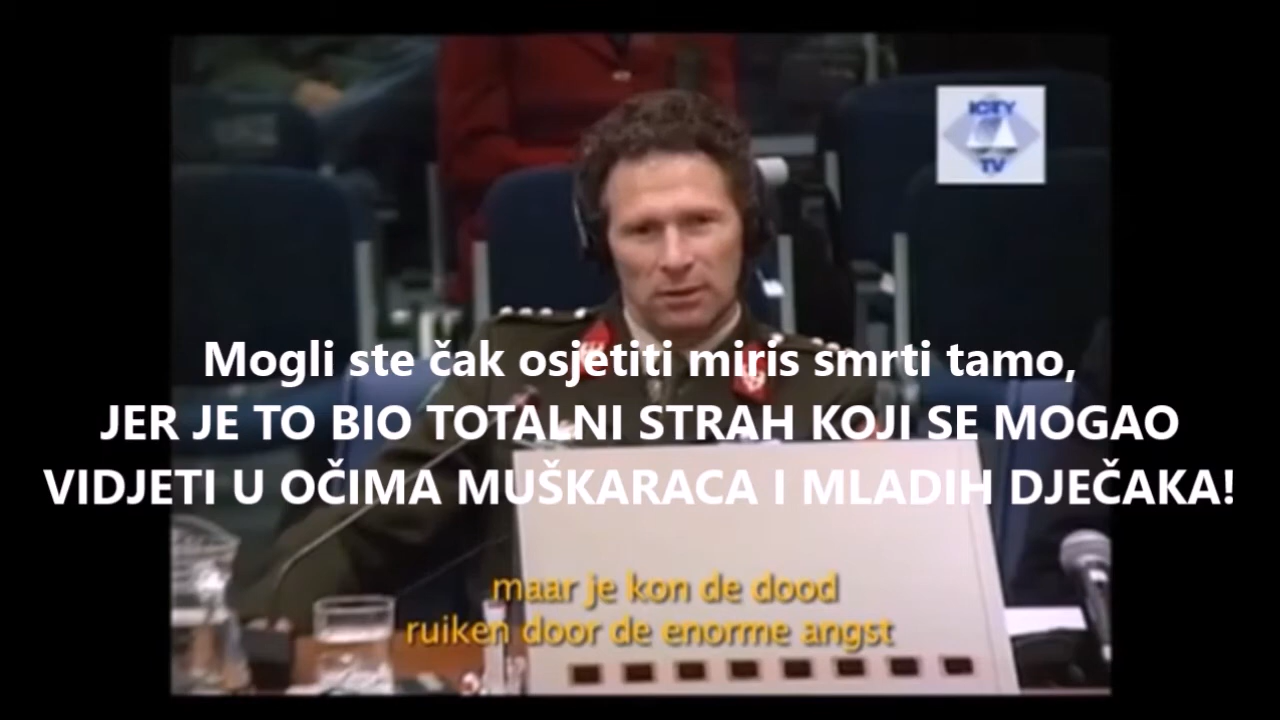 ICTY
TV
Mogli ste čak osjetiti miris smrti tamo,
JER JE TO BIO TOTALNI STRAH KOJI SE MOGAO
VIDJETI U OČIMA MUŠKARACA I MLADIH DJEČAKA!
maar je kon de dood
ruiken door de enorme angst